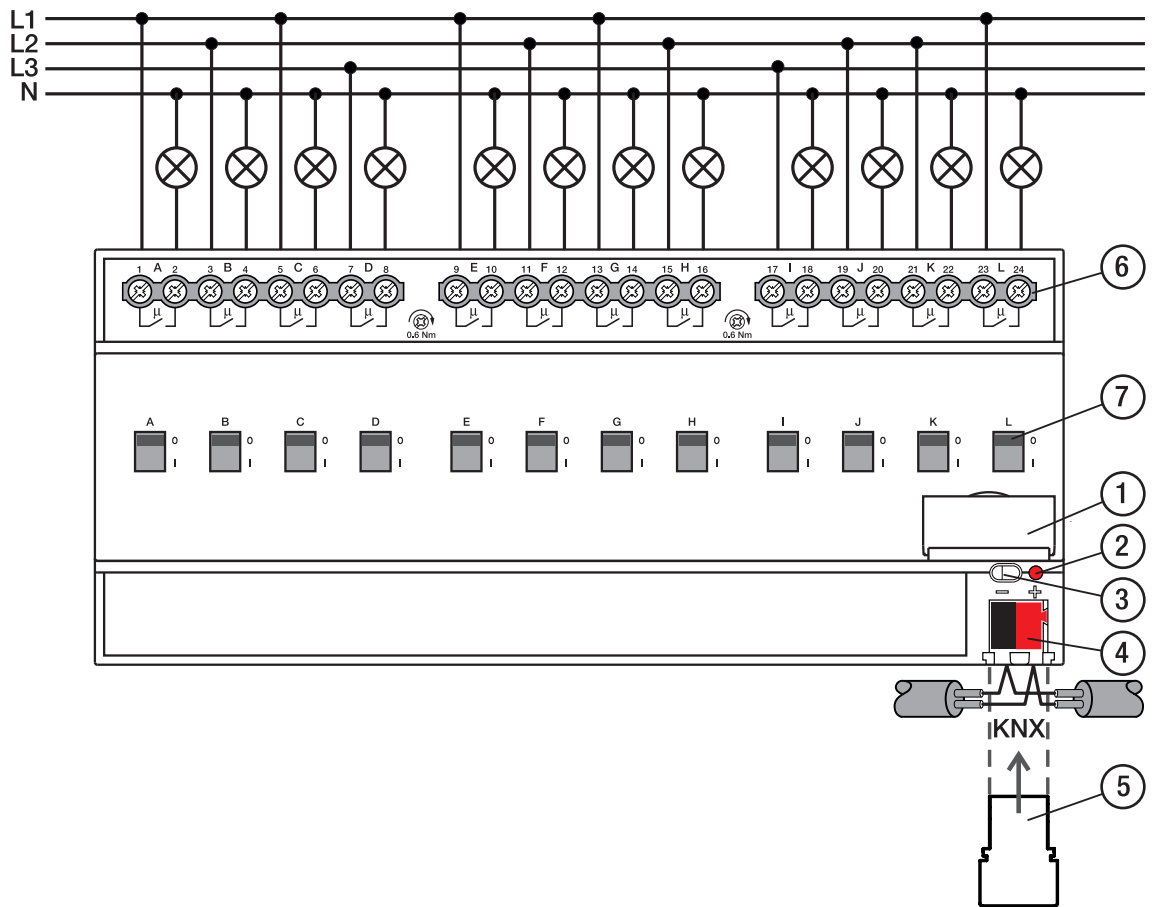 L1
L2
L3
N
1 A 2 3 B 4 5 C 6 7 D 8 9 E 10 11 F 12 13 G 14 15 H 16 17 I 18 19 J 20 21 K 22 23 L 24
6
µ µ µ µ µ µ µ µ µ µ µ µ
0.6 Nm 0.6 Nm
7
A B C D E F G H I J K L
0 0 0 0 0 0 0 0 0 0 0 0
I I I I I I I I I I I I
1
2
3
− +
4
KNX
5